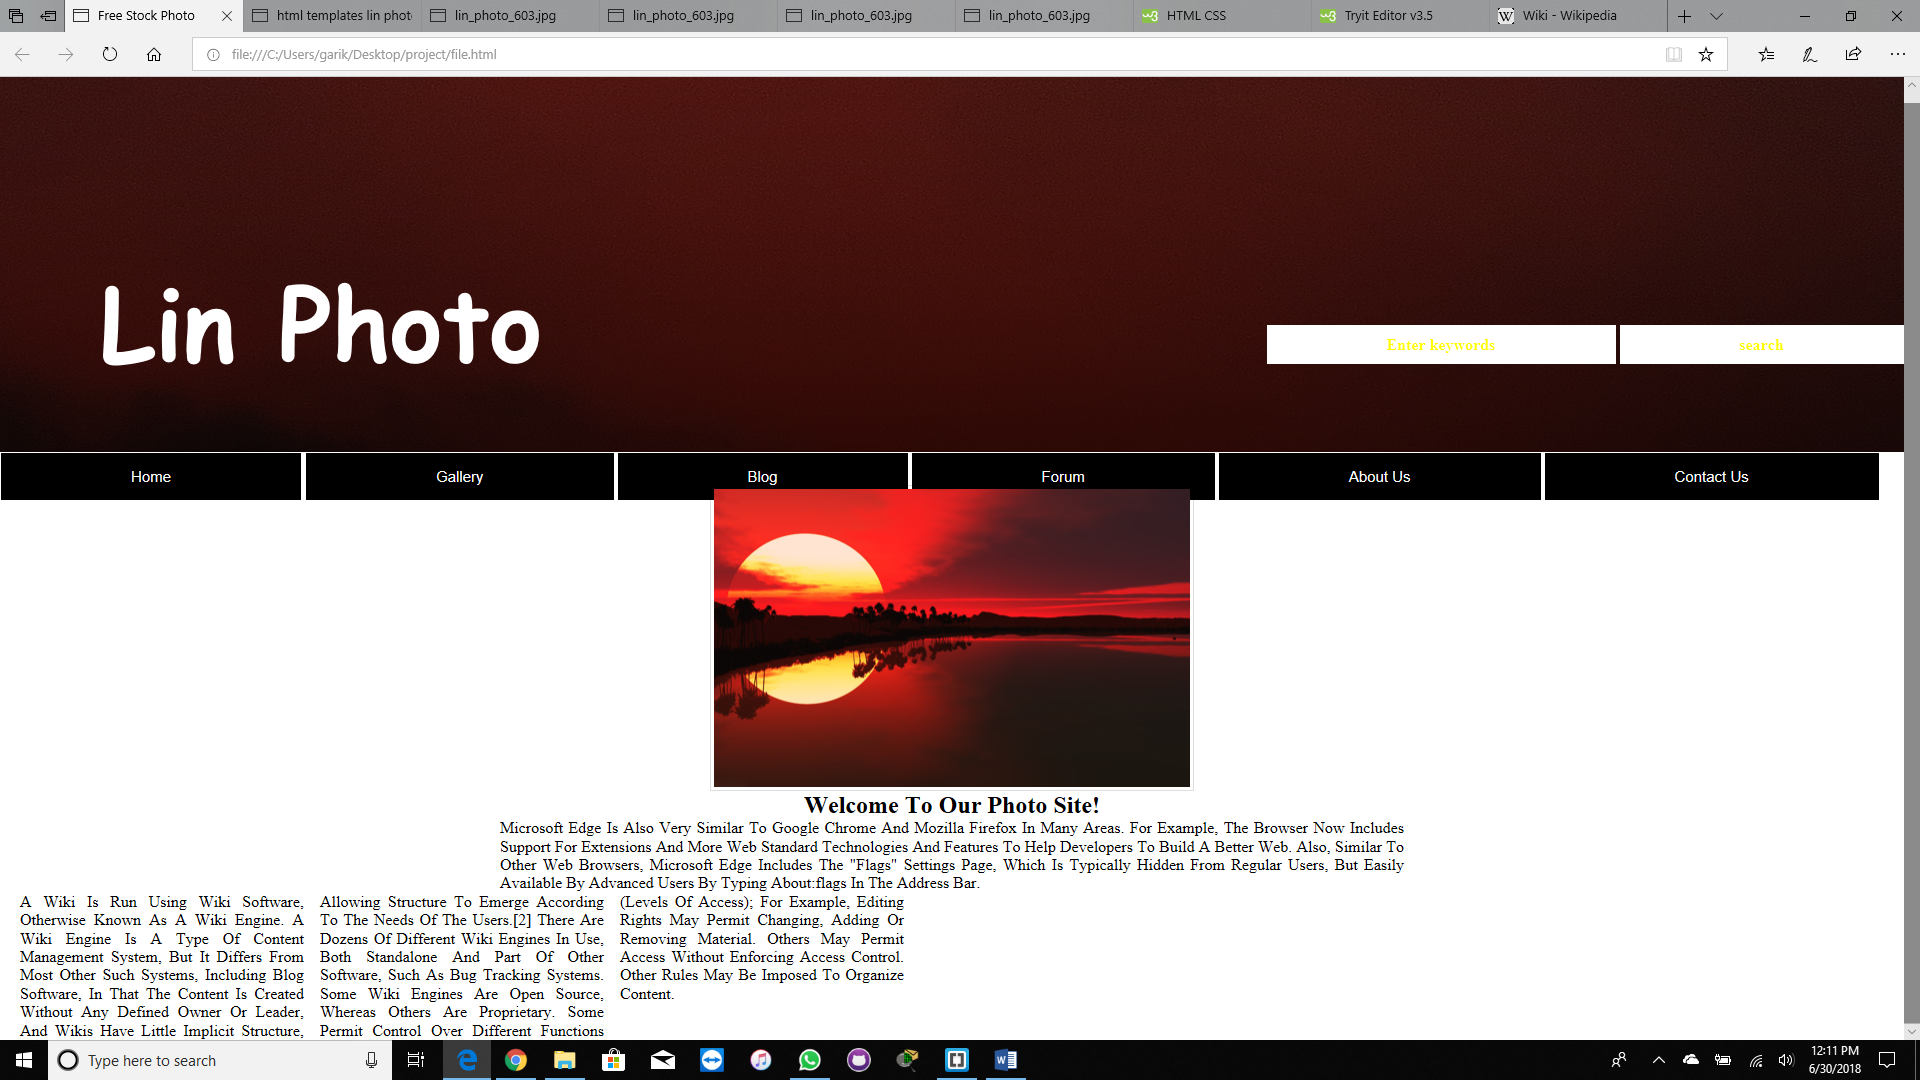 Free Stock Photo
html templates lin phot
lin_photo_603.jpg
lin_photo_603.jpg
lin_photo_603.jpg
lin_photo_603.jpg
w3 HTML CSS
w3 Tryit Editor v3.5
W Wiki - Wikipedia
file:///C:/Users/garik/Desktop/project/file.html
Lin Photo
Enter keywords
search
Home
Gallery
Blog
Forum
About Us
Contact Us
Welcome To Our Photo Site!
Microsoft Edge Is Also Very Similar To Google Chrome And Mozilla Firefox In Many Areas. For Example, The Browser Now Includes
Support For Extensions And More Web Standard Technologies And Features To Help Developers To Build A Better Web. Also, Similar To
Other Web Browsers, Microsoft Edge Includes The "Flags" Settings Page, Which Is Typically Hidden From Regular Users, But Easily
Available By Advanced Users By Typing About:flags In The Address Bar.
A Wiki Is Run Using Wiki Software,
Otherwise Known As A Wiki Engine. A
Wiki Engine Is A Type Of Content
Management System, But It Differs From
Most Other Such Systems, Including Blog
Software, In That The Content Is Created
Without Any Defined Owner Or Leader,
And Wikis Have Little Implicit Structure,
Allowing Structure To Emerge According
To The Needs Of The Users.[2] There Are
Dozens Of Different Wiki Engines In Use,
Both Standalone And Part Of Other
Software, Such As Bug Tracking Systems.
Some Wiki Engines Are Open Source,
Whereas Others Are Proprietary. Some
Permit Control Over Different Functions
(Levels Of Access); For Example, Editing
Rights May Permit Changing, Adding Or
Removing Material. Others May Permit
Access Without Enforcing Access Control.
Other Rules May Be Imposed To Organize
Content.
Type here to search
12:11 PM
6/30/2018